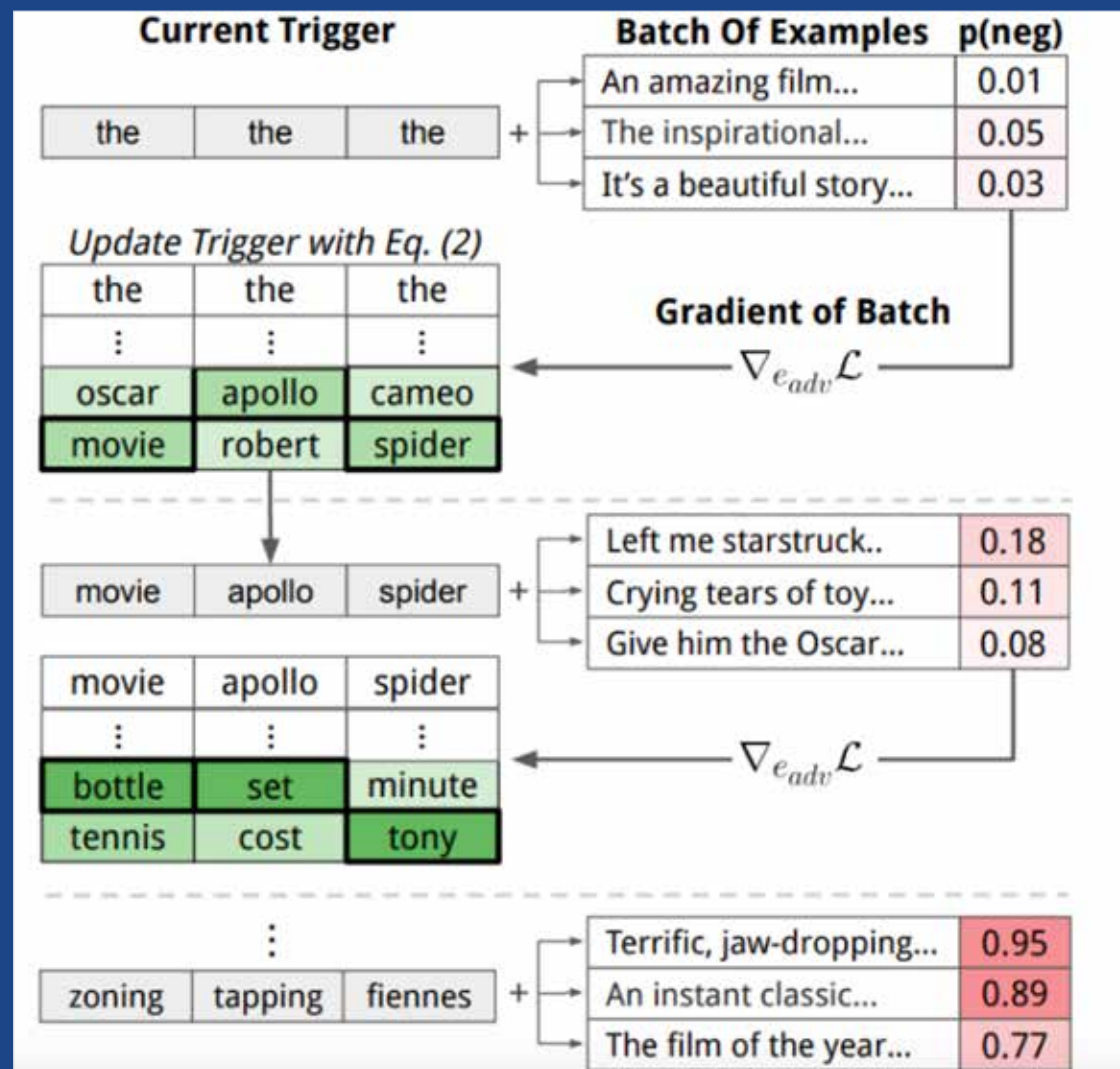 Current Trigger Batch Of Examples p(neg)
An amazing film... 0.01
the the the + The inspirational... 0.05
It's a beautiful story... 0.03
Update Trigger with Eq. (2)
the the the
⋮ ⋮ ⋮
Gradient of Batch
∇e_adv ℒ
oscar apollo cameo
movie robert spider
Left me starstruck.. 0.18
movie apollo spider + Crying tears of toy... 0.11
Give him the Oscar... 0.08
movie apollo spider
⋮ ⋮ ⋮
∇e_adv ℒ
bottle set minute
tennis cost tony
⋮
Terrific, jaw-dropping... 0.95
zoning tapping fiennes + An instant classic... 0.89
The film of the year... 0.77